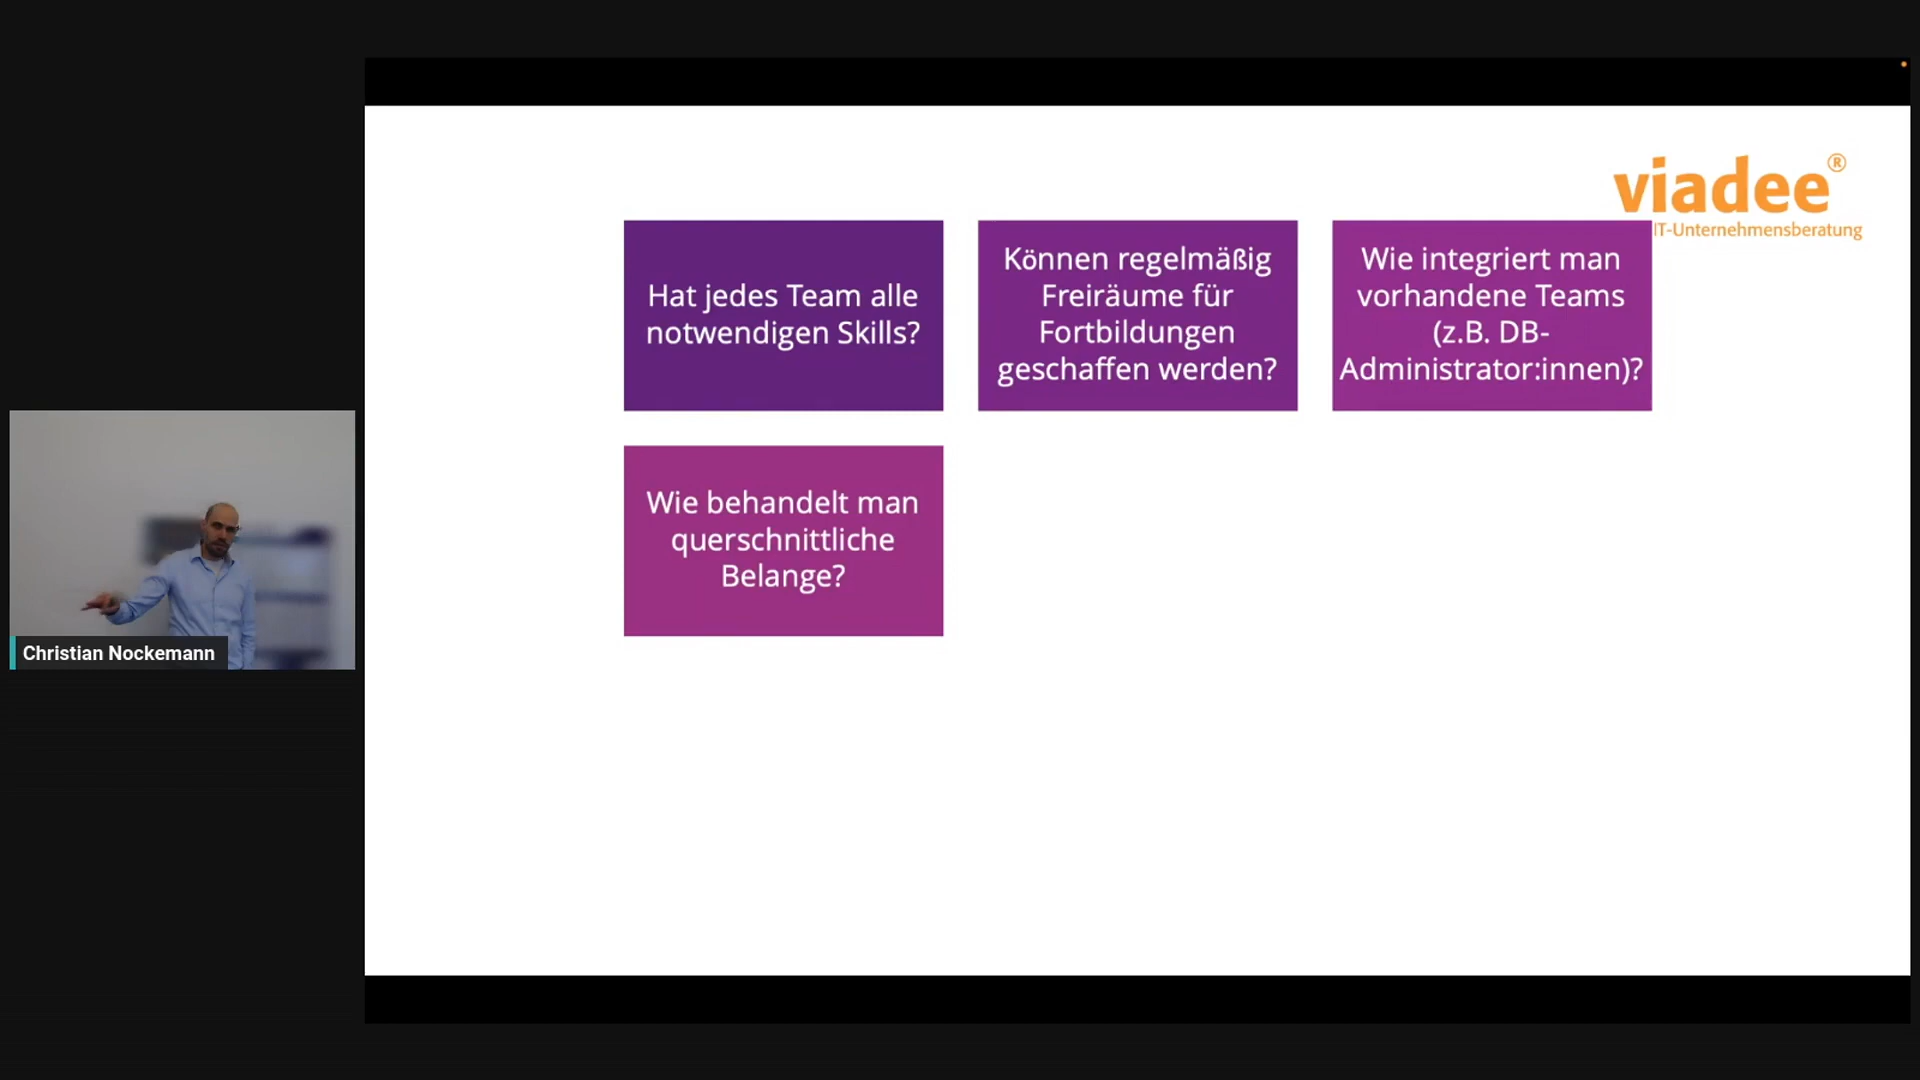 viadee®
IT-Unternehmensberatung
Hat jedes Team alle
notwendigen Skills?
Können regelmäßig
Freiräume für
Fortbildungen
geschaffen werden?
Wie integriert man
vorhandene Teams
(z.B. DB-
Administrator:innen)?
Wie behandelt man
querschnittliche
Belange?
Christian Nockemann